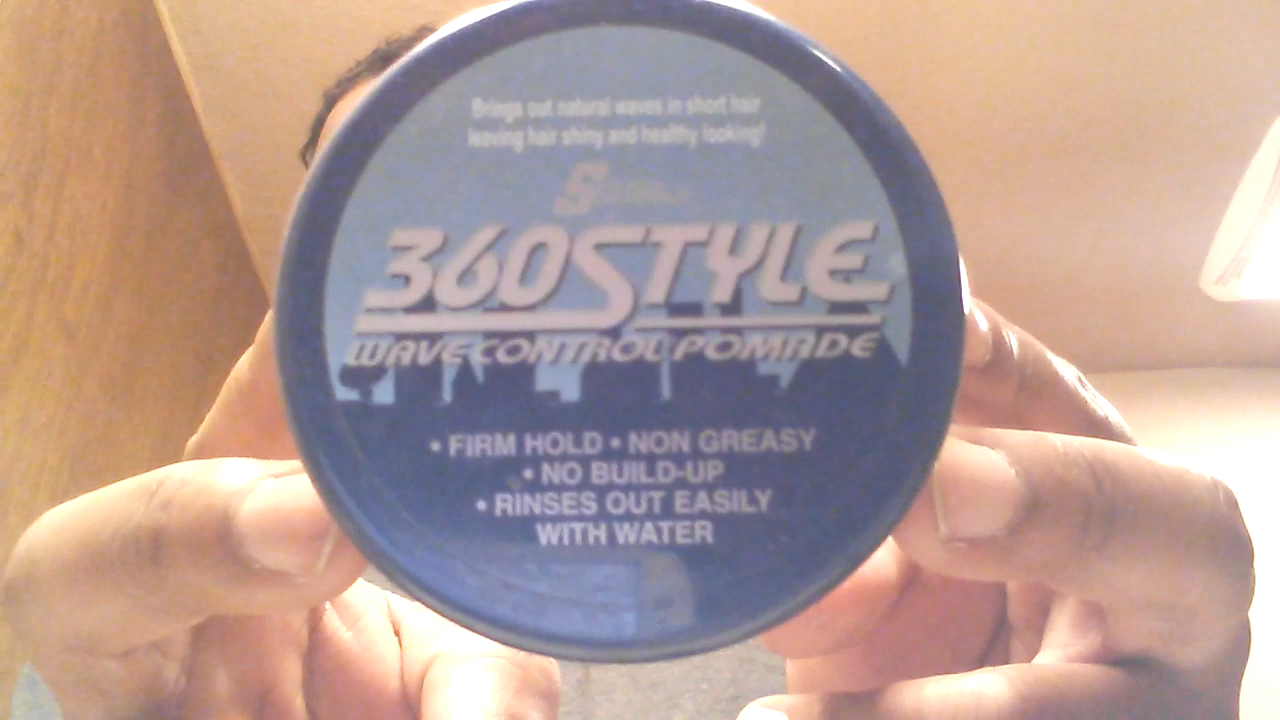 Brings out natural waves in short hair
leaving hair shiny and healthy looking!
360STYLE
WAVE CONTROL POMADE
• FIRM HOLD • NON GREASY
• NO BUILD-UP
• RINSES OUT EASILY
WITH WATER